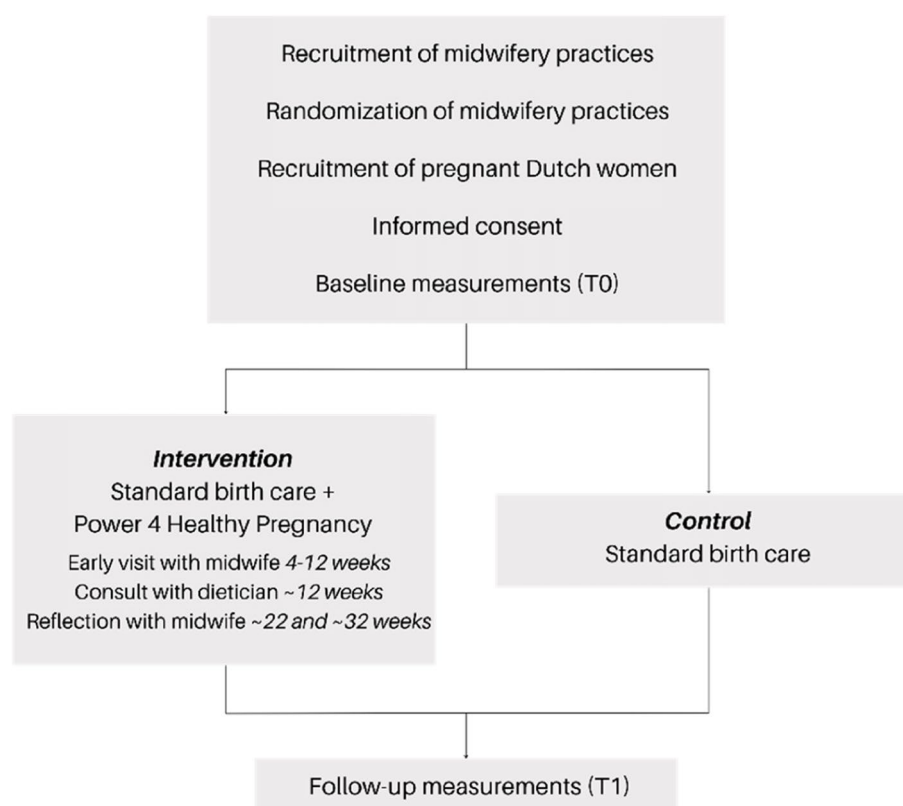 Recruitment of midwifery practices
Randomization of midwifery practices
Recruitment of pregnant Dutch women
Informed consent
Baseline measurements (T0)
Intervention
Standard birth care +
Power 4 Healthy Pregnancy
Early visit with midwife 4-12 weeks
Consult with dietician ~12 weeks
Reflection with midwife ~22 and ~32 weeks
Control
Standard birth care
Follow-up measurements (T1)